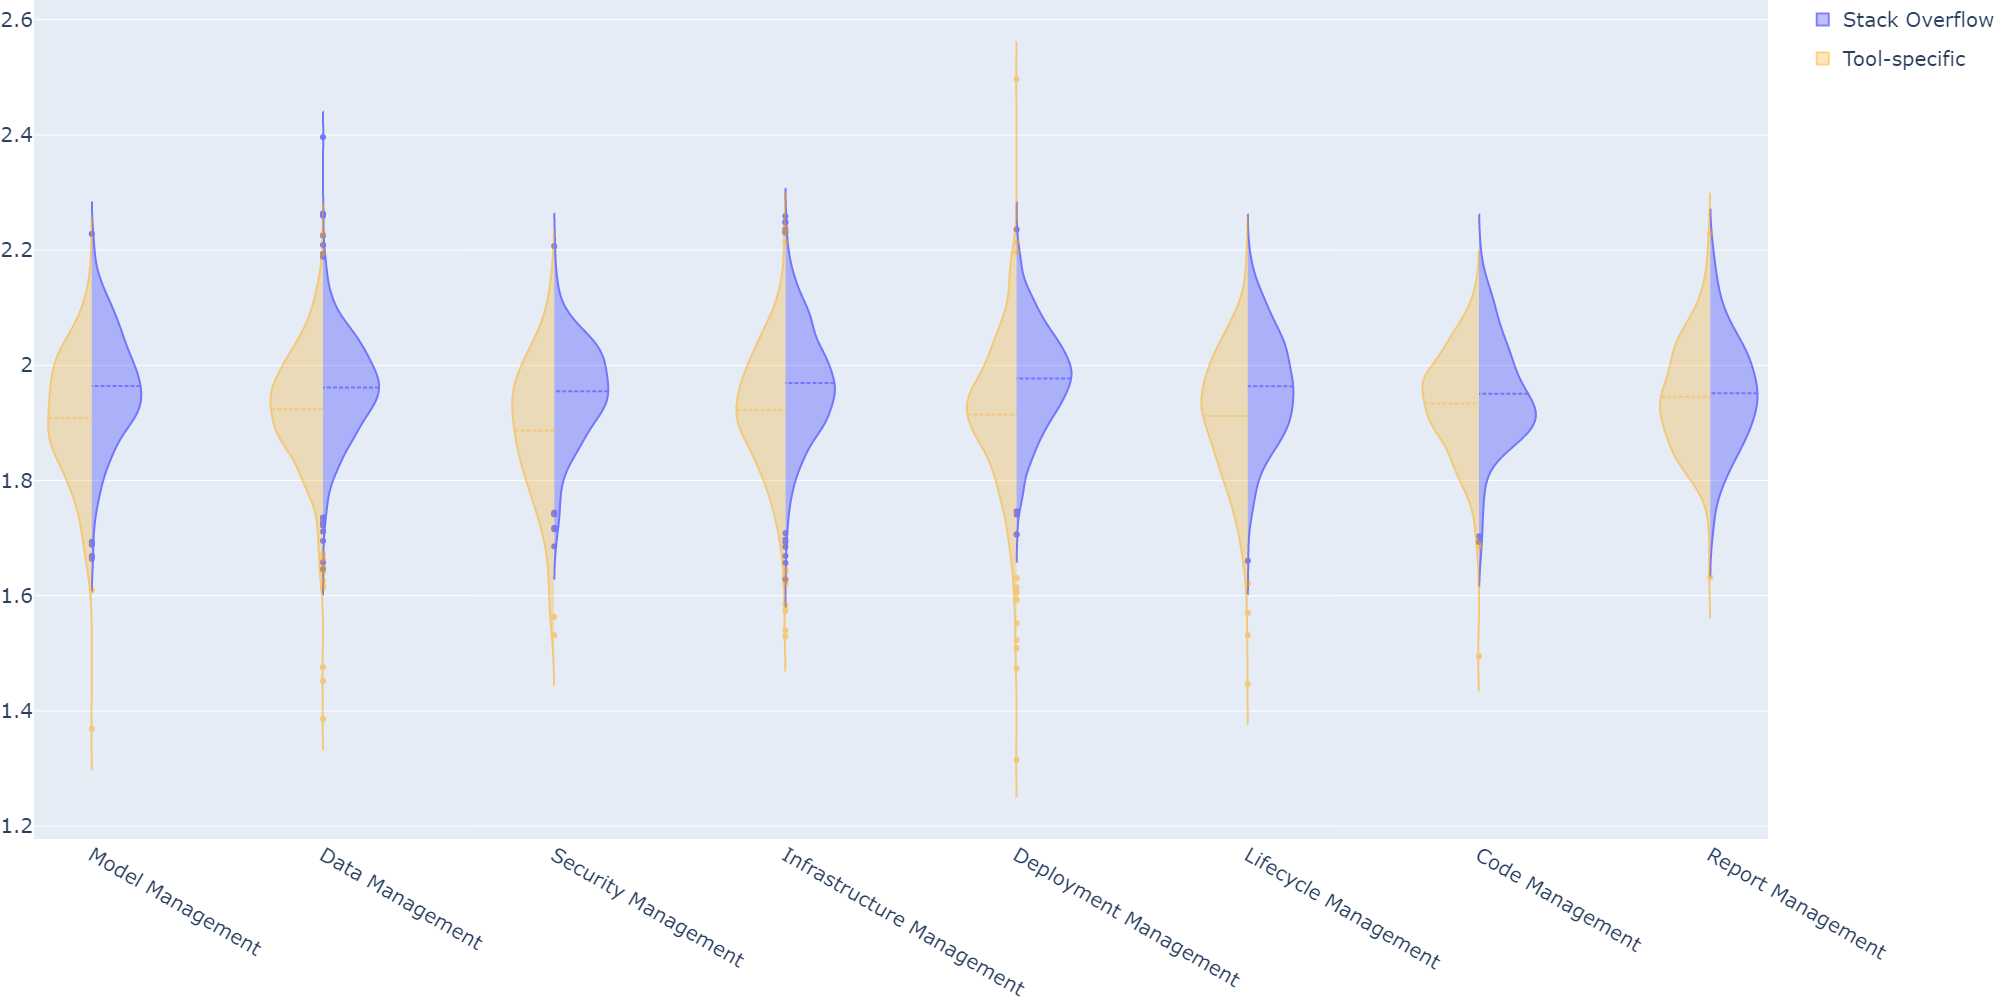 2.6
2.4
2.2
2
1.8
1.6
1.4
1.2
Model Management
Data Management
Security Management
Infrastructure Management
Deployment Management
Lifecycle Management
Code Management
Report Management
Stack Overflow
Tool-specific